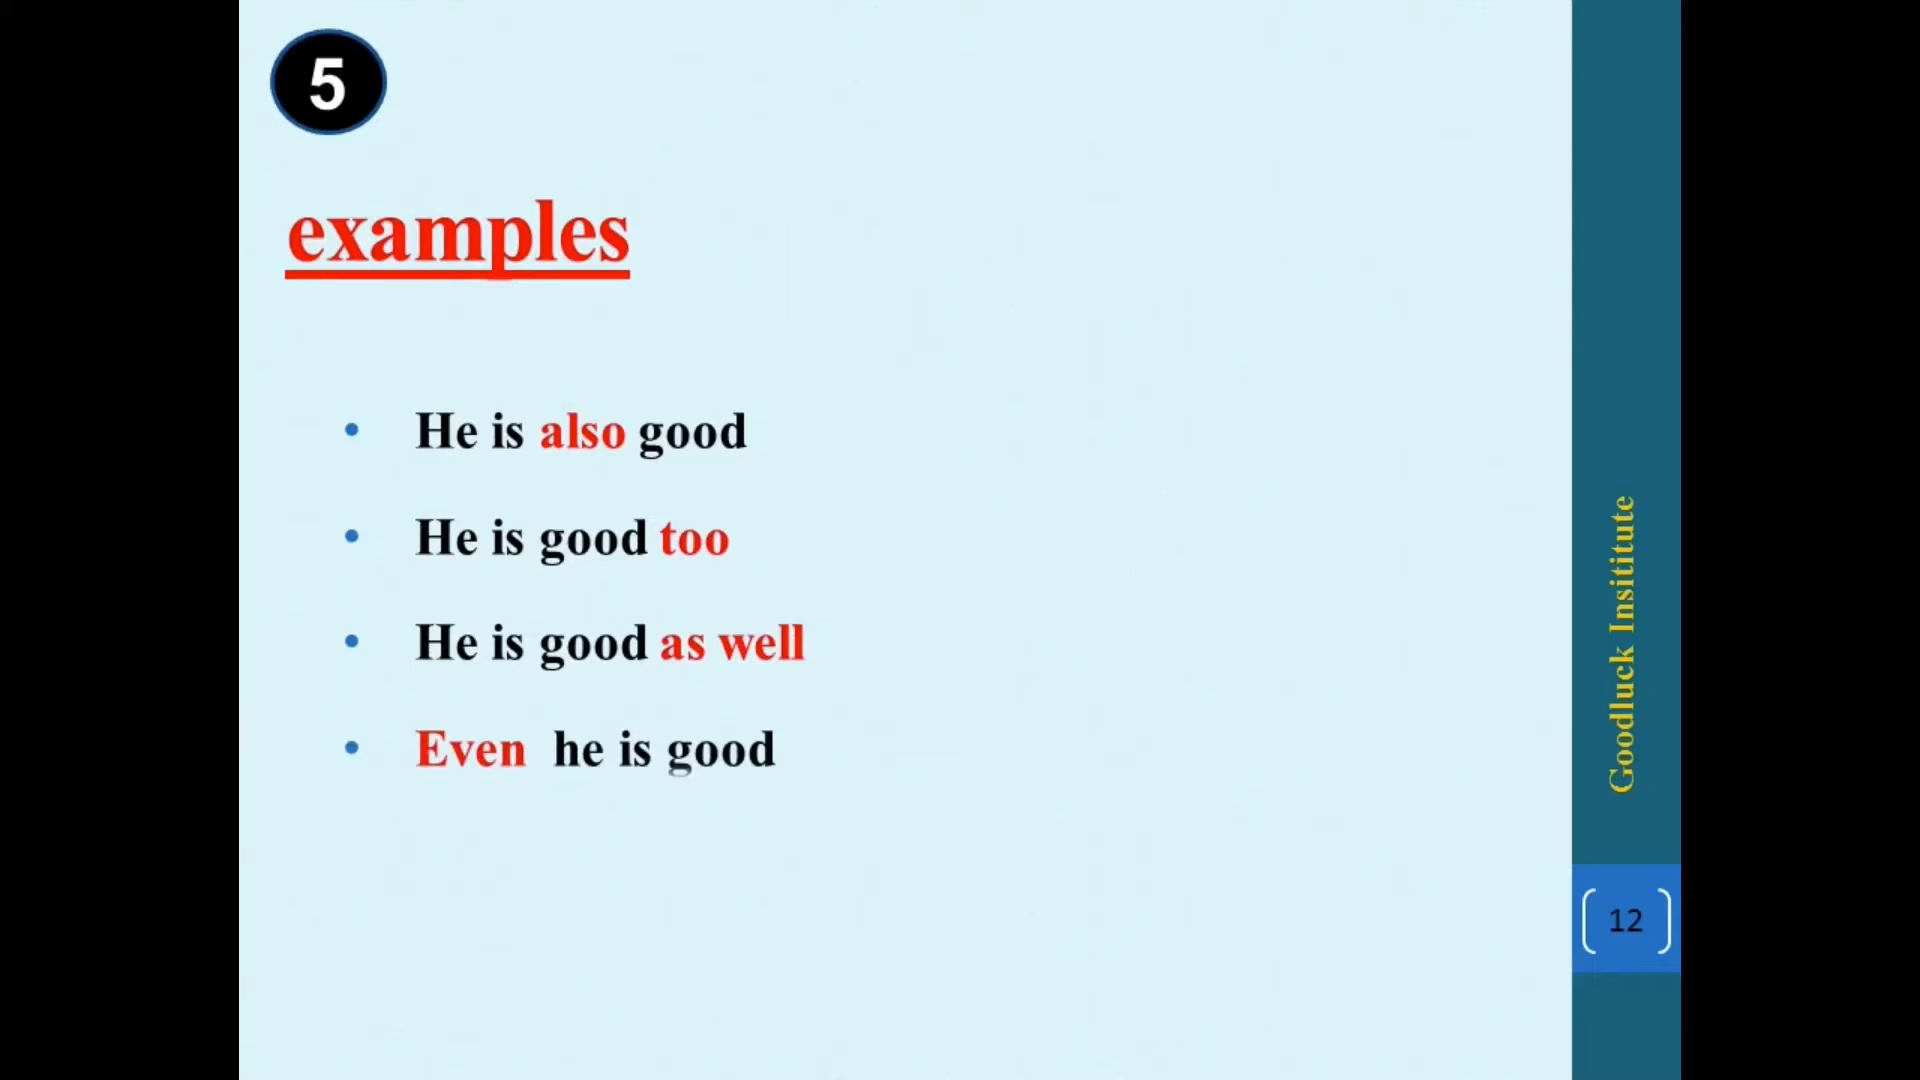 5
examples
• He is also good
• He is good too
• He is good as well
• Even he is good
Goodluck Insititute
12